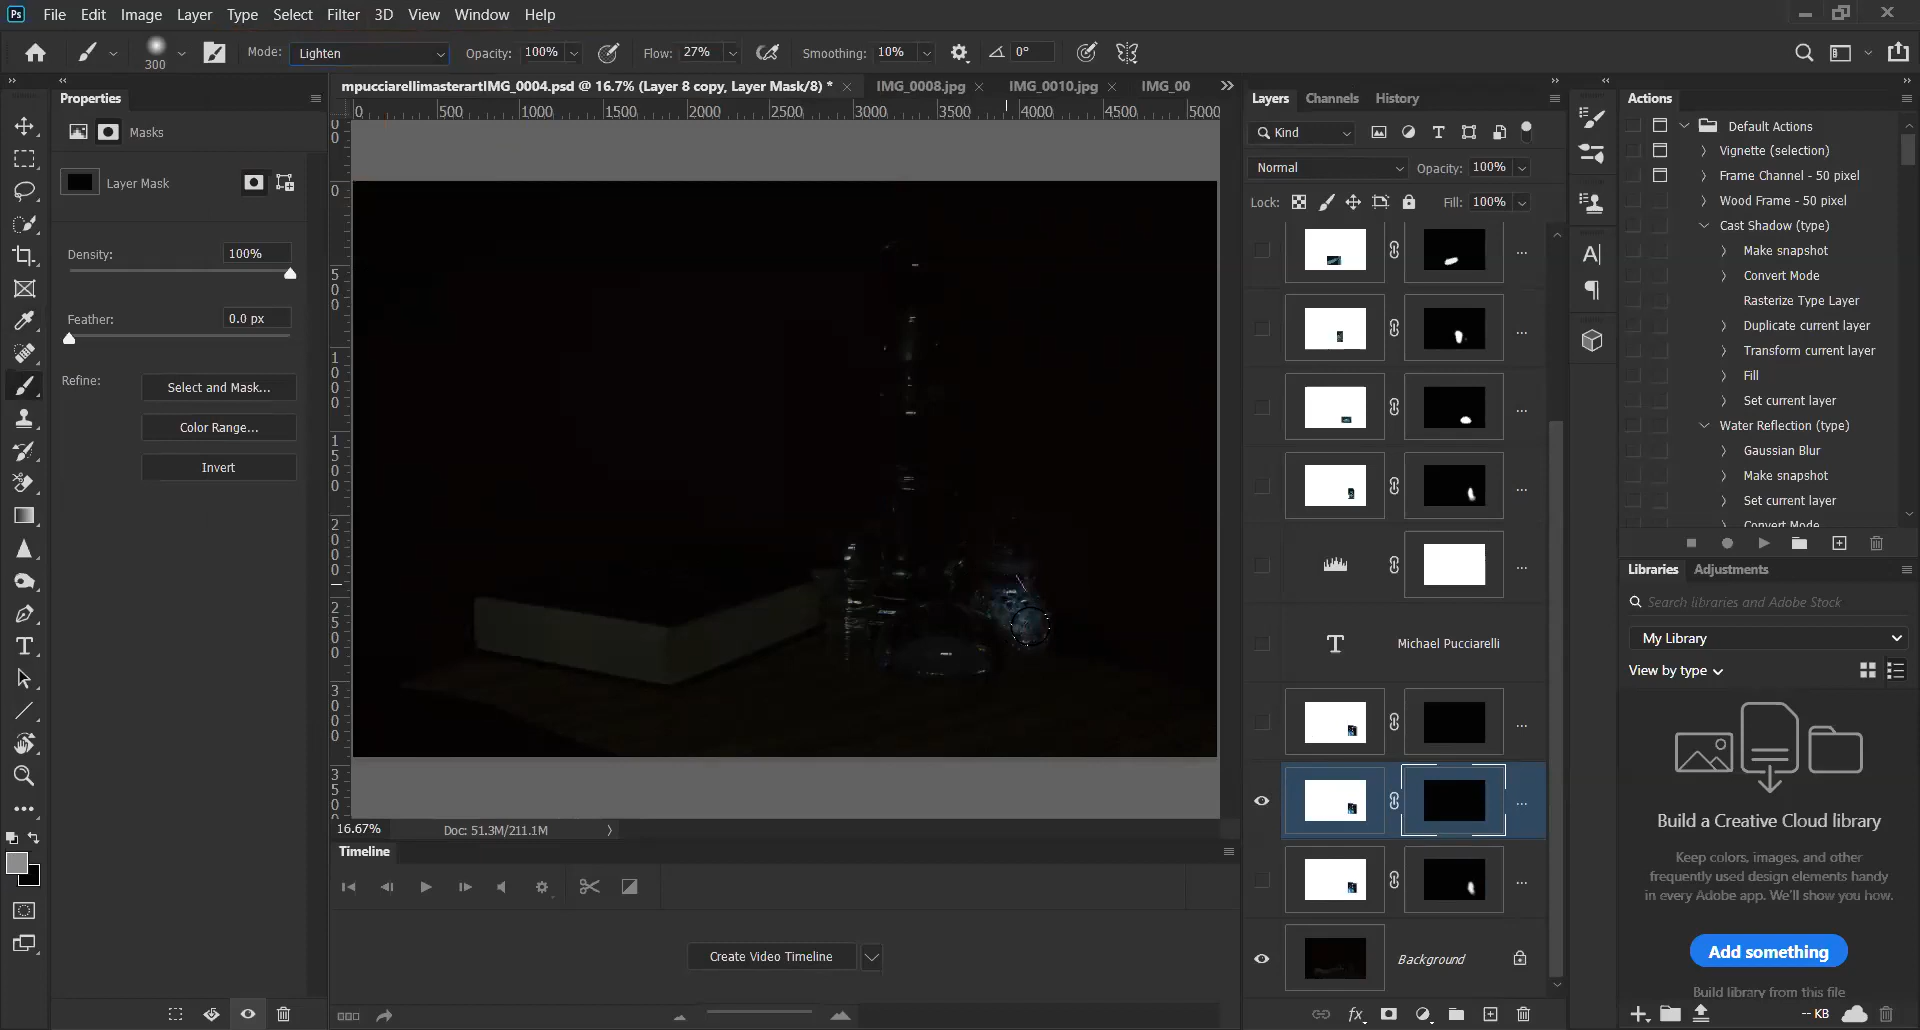 Ps File Edit Image Layer Type Select Filter 3D View Window Help
300 Mode: Lighten Opacity: 100% Flow: 27% Smoothing: 10% 0°
Properties
mpucciarellimasterartIMG_0004.psd @ 16.7% (Layer 8 copy, Layer Mask/8) *
IMG_0008.jpg
IMG_0010.jpg
IMG_00
Layers Channels History
Actions
0 500 1000 1500 2000 2500 3000 3500 4000 4500 5000
Masks
Layer Mask
Density: 100%
Feather: 0.0 px
Refine: Select and Mask...
Color Range...
Invert
Kind
Normal Opacity: 100%
Lock: Fill: 100%
Michael Pucciarelli
Background
Default Actions
Vignette (selection)
Frame Channel - 50 pixel
Wood Frame - 50 pixel
Cast Shadow (type)
Make snapshot
Convert Mode
Rasterize Type Layer
Duplicate current layer
Transform current layer
Fill
Set current layer
Water Reflection (type)
Gaussian Blur
Make snapshot
Set current layer
Convert Mode
Libraries Adjustments
Search libraries and Adobe Stock
My Library
View by type
Build a Creative Cloud library
Keep colors, images, and other
frequently used design elements handy
in every Adobe app. We'll show you how.
Add something
Build library from this file
-- KB
16.67% Doc: 51.3M/211.1M
Timeline
Create Video Timeline